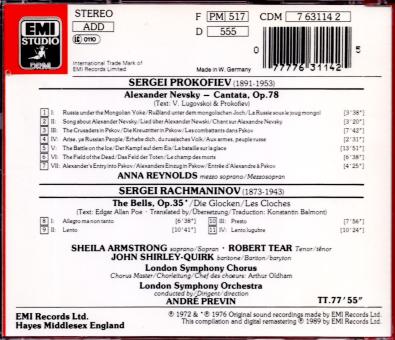 EMI
STUDIO
DRM
STEREO
ADD
0110
International Trade Mark of
EMI Records Limited
F PM 517
D 555
CDM 7 63114 2
Made in W. Germany
0 77776 31142 5
SERGEI PROKOFIEV (1891-1953)
Alexander Nevsky — Cantata, Op.78
(Text: V. Lugovskoi & Prokofiev)
1 I: Russia under the Mongolian Yoke / Rußland unter dem mongolischen Joch / La Russie sous le joug mongol [3'38"]
2 II: Song about Alexander Nevsky / Lied über Alexander Newski / Chant sur Alexandre Nevsky [3'20"]
3 III: The Crusaders in Pskov / Die Kreuzritter in Pskow / Les combattants dans Pskov [7'42"]
4 IV: Arise, ye Russian People / Erhebe dich, du russisches Volk / Aux armes, peuple russe [2'31"]
5 V: The Battle on the Ice / Der Kampf auf dem Eis / La bataille sur la glace [13'51"]
6 VI: The Field of the Dead / Das Feld der Toten / Le champ des morts [6'38"]
7 VII: Alexander's Entry into Pskov / Alexanders Einzug in Pskow / Entrée d'Alexandre à Pskov [4'25"]
ANNA REYNOLDS mezzo soprano/Mezzosopran
SERGEI RACHMANINOV (1873-1943)
The Bells, Op.35* / Die Glocken / Les Cloches
(Text: Edgar Allan Poe · Translated by/Übersetzung/Traduction: Konstantin Balmont)
8 I: Allegro ma non tanto [6'38"] 10 III: Presto [7'56"]
9 II: Lento [10'41"] 11 IV: Lento lugubre [10'24"]
SHEILA ARMSTRONG soprano/Sopran · ROBERT TEAR Tenor/ténor
JOHN SHIRLEY-QUIRK baritone/Bariton/baryton
London Symphony Chorus
Chorus Master/Chorleitung/Chef des choeurs: Arthur Oldham
London Symphony Orchestra
conducted by/Dirigent/direction
ANDRÉ PREVIN
TT.77'55"
EMI Records Ltd.
Hayes Middlesex England
℗ 1972 & *℗ 1976 Original sound recordings made by EMI Records Ltd.
This compilation and digital remastering ℗ 1989 by EMI Records Ltd.